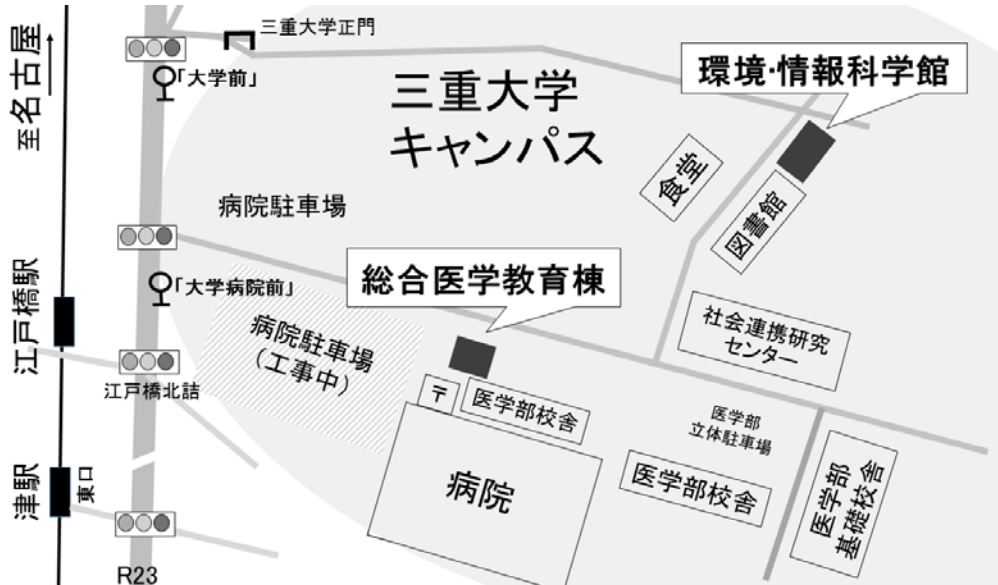 三重大学正門
至名古屋
「大学前」
三重大学
キャンパス
環境・情報科学館
食堂
図書館
病院駐車場
「大学病院前」
総合医学教育棟
江戸橋駅
病院駐車場
(工事中)
社会連携研究
センター
江戸橋北詰
〒
医学部校舎
医学部
立体駐車場
津駅
東口
病院
医学部校舎
医学部
基礎校舎
R23